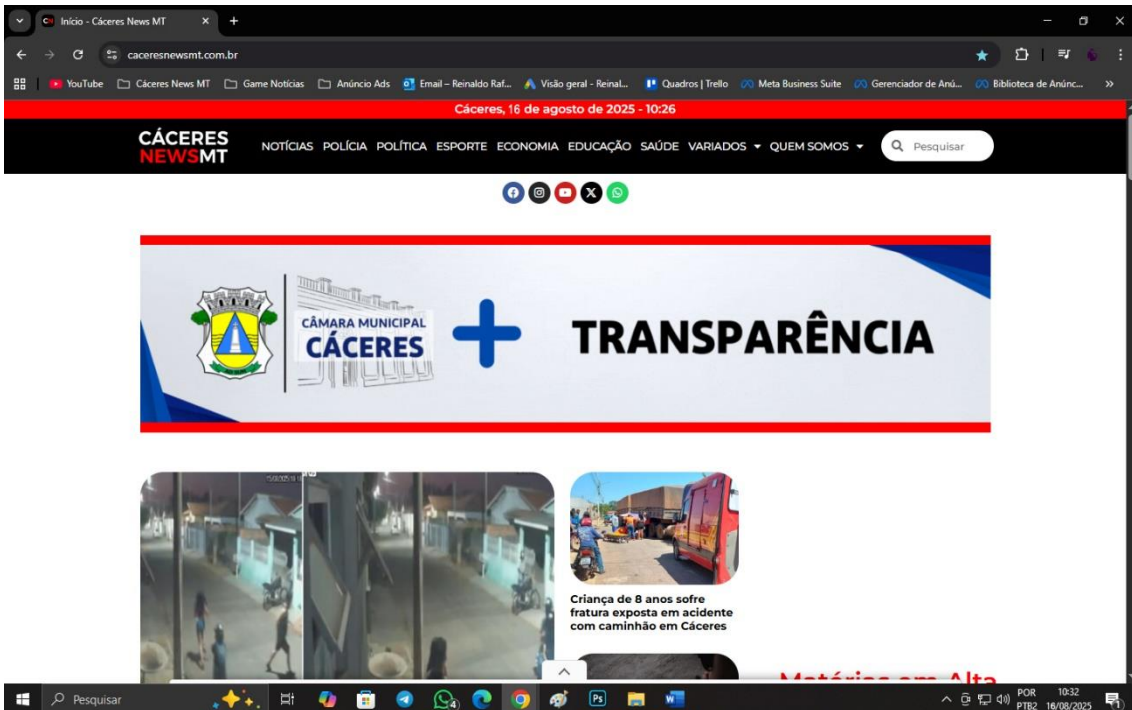 Início - Cáceres News MT
caceresnewsmt.com.br
YouTube Cáceres News MT Game Notícias Anúncio Ads Email – Reinaldo Raf... Visão geral - Reinal... Quadros | Trello Meta Business Suite Gerenciador de Anú... Biblioteca de Anúnc...
Cáceres, 16 de agosto de 2025 - 10:26
CÁCERES
NEWSMT
NOTÍCIAS POLÍCIA POLÍTICA ESPORTE ECONOMIA EDUCAÇÃO SAÚDE VARIADOS QUEM SOMOS
Pesquisar
CÂMARA MUNICIPAL
CÁCERES
+ TRANSPARÊNCIA
Criança de 8 anos sofre
fratura exposta em acidente
com caminhão em Cáceres
Matérias em Alta
Pesquisar
POR 10:32
PTB2 16/08/2025